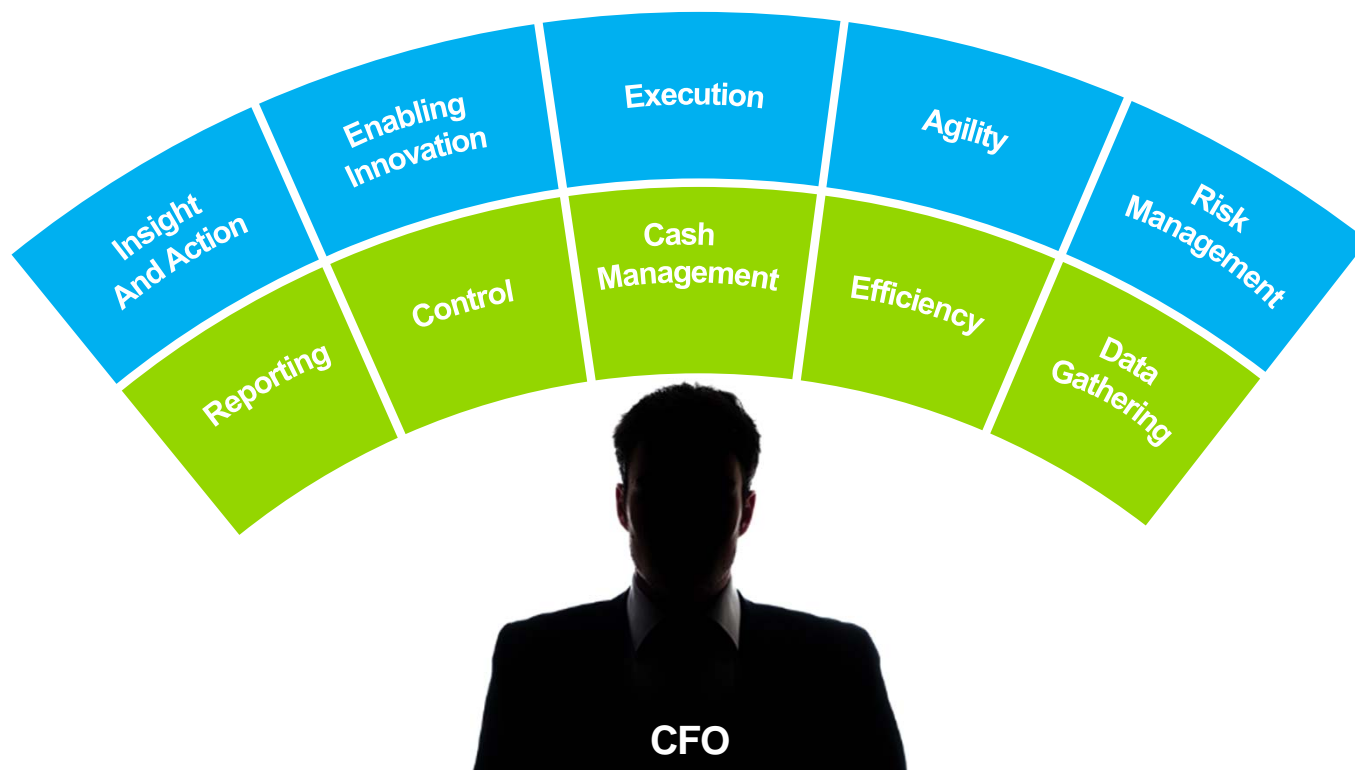 Insight
And Action
Enabling
Innovation
Execution
Agility
Risk
Management
Reporting
Control
Cash
Management
Efficiency
Data
Gathering
CFO